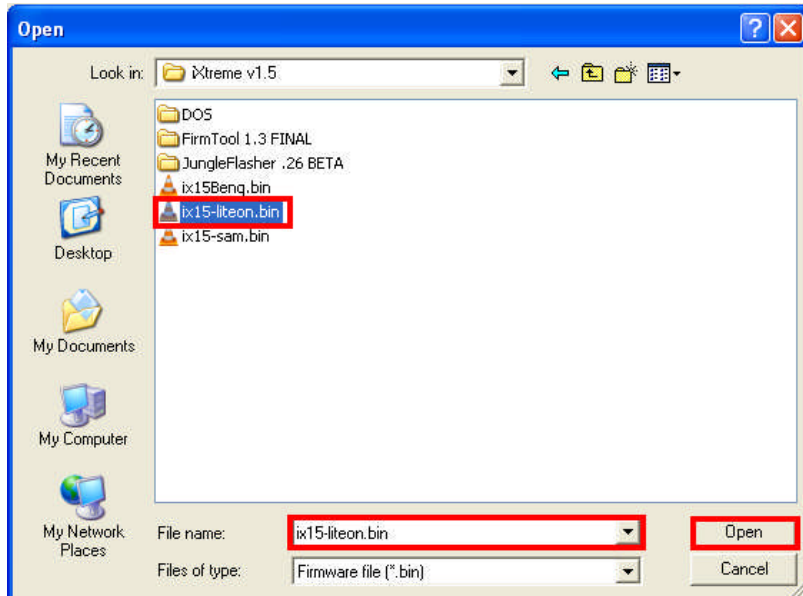 Open
Look in: iXtreme v1.5
DOS
FirmTool 1.3 FINAL
JungleFlasher .26 BETA
ix15Benq.bin
ix15-liteon.bin
ix15-sam.bin
My Recent
Documents
Desktop
My Documents
My Computer
My Network
Places
File name: ix15-liteon.bin Open
Files of type: Firmware file (*.bin) Cancel